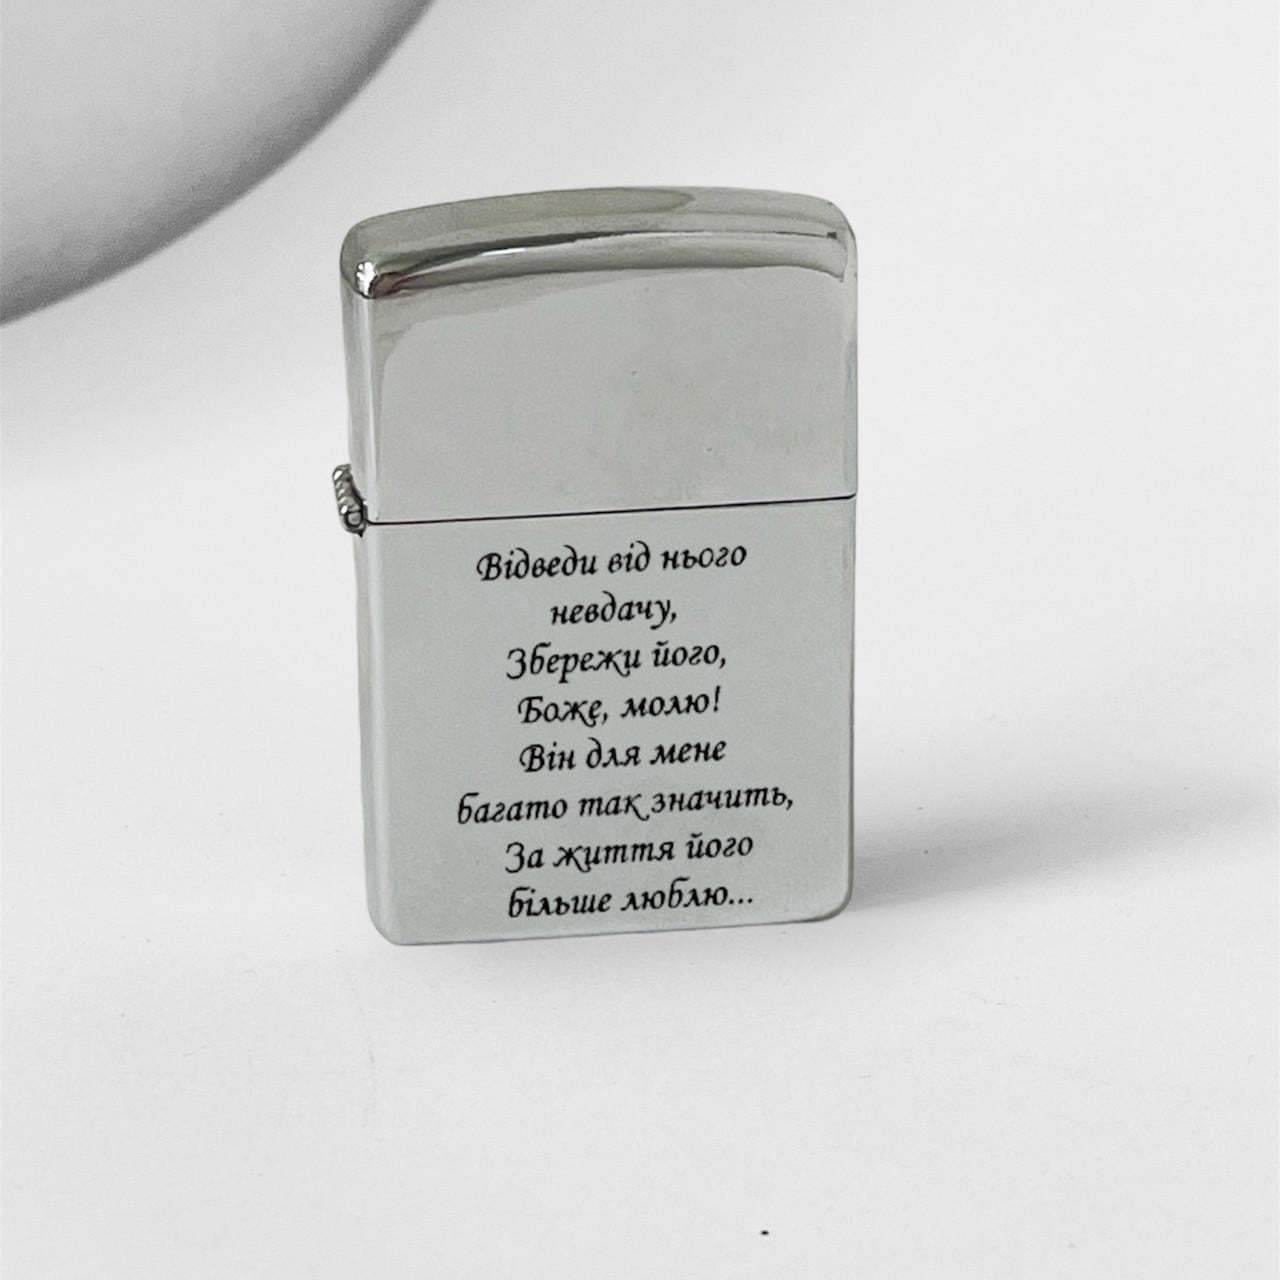 Відведи від нього
невдачу,
Збережи його,
Боже, молю!
Він для мене
багато так значить,
За життя його
більше люблю...